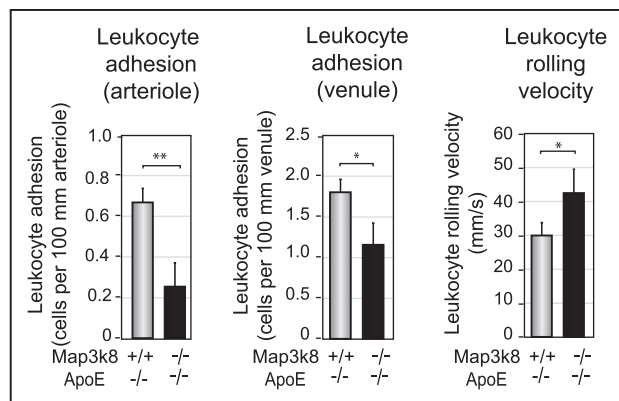 Leukocyte
adhesion
(arteriole)
Leukocyte adhesion
(cells per 100 mm arteriole)
1.0
0.8
0.6
0.4
0.2
0
**
Map3k8 +/+ -/-
ApoE -/- -/-
Leukocyte
adhesion
(venule)
Leukocyte adhesion
(cells per 100 mm venule)
2.5
2.0
1.5
1.0
0.5
0
*
Map3k8 +/+ -/-
ApoE -/- -/-
Leukocyte
rolling
velocity
Leukocyte rolling velocity
(mm/s)
60
50
40
30
20
10
0
*
Map3k8 +/+ -/-
ApoE -/- -/-